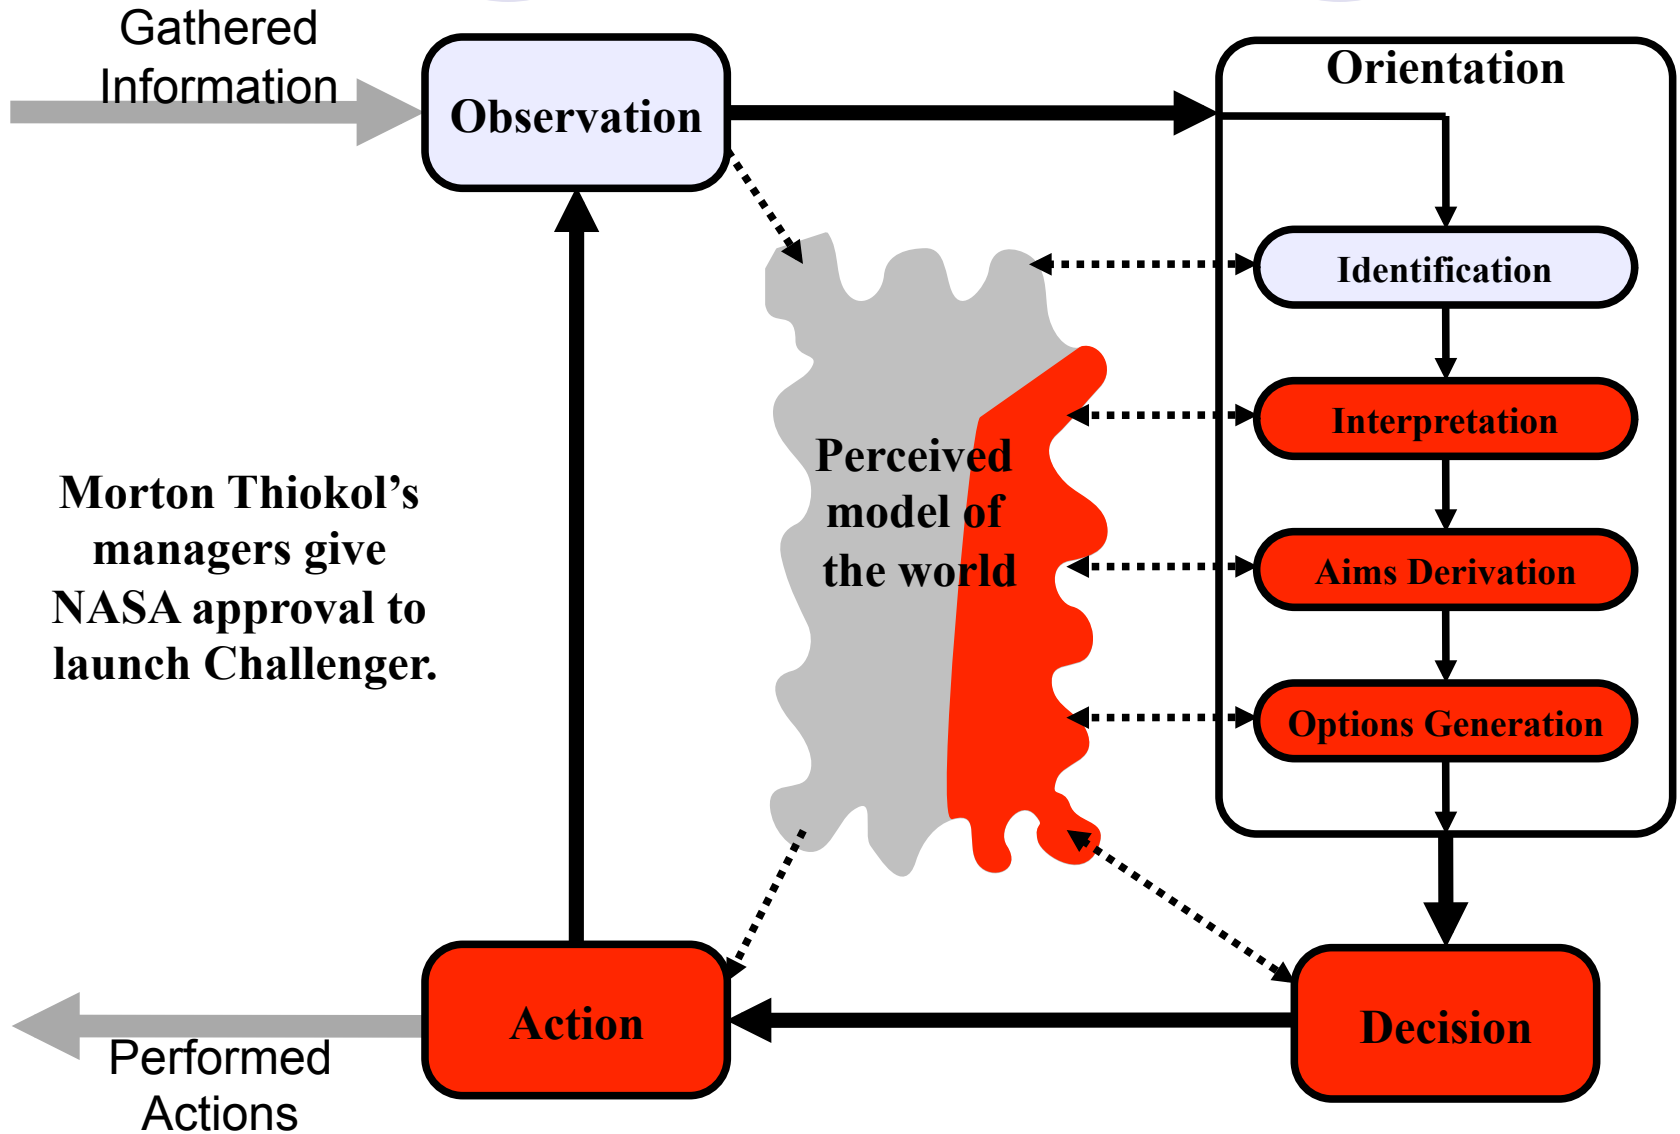 Gathered
Information
Observation
Orientation
Identification
Interpretation
Aims Derivation
Options Generation
Perceived
model of
the world
Morton Thiokol’s
managers give
NASA approval to
launch Challenger.
Action
Decision
Performed
Actions